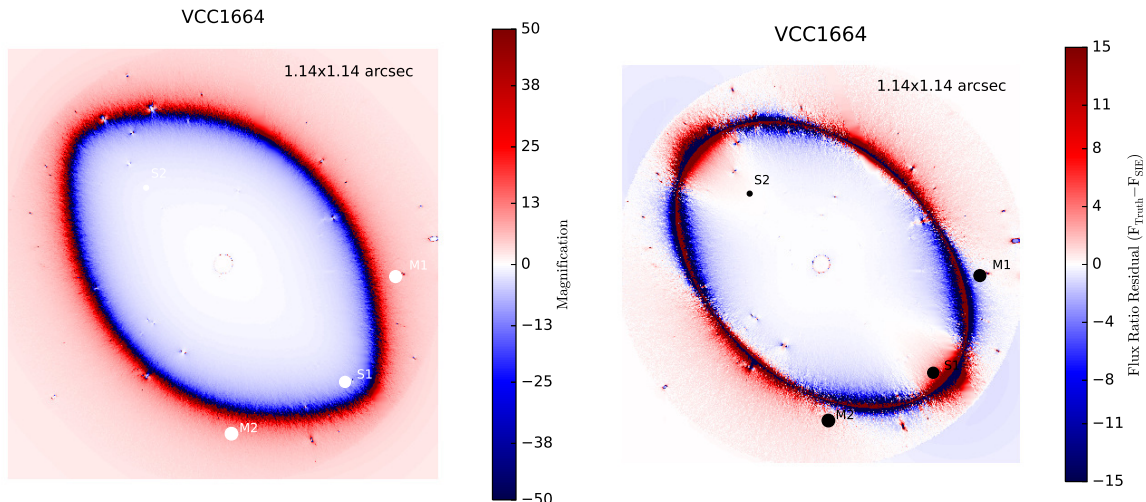 VCC1664
1.14x1.14 arcsec
S2
M1
S1
M2
50
38
25
13
0
−13
−25
−38
−50
Magnification
VCC1664
1.14x1.14 arcsec
S2
M1
S1
M2
15
11
8
4
0
−4
−8
−11
−15
Flux Ratio Residual (F_Truth−F_SIE)